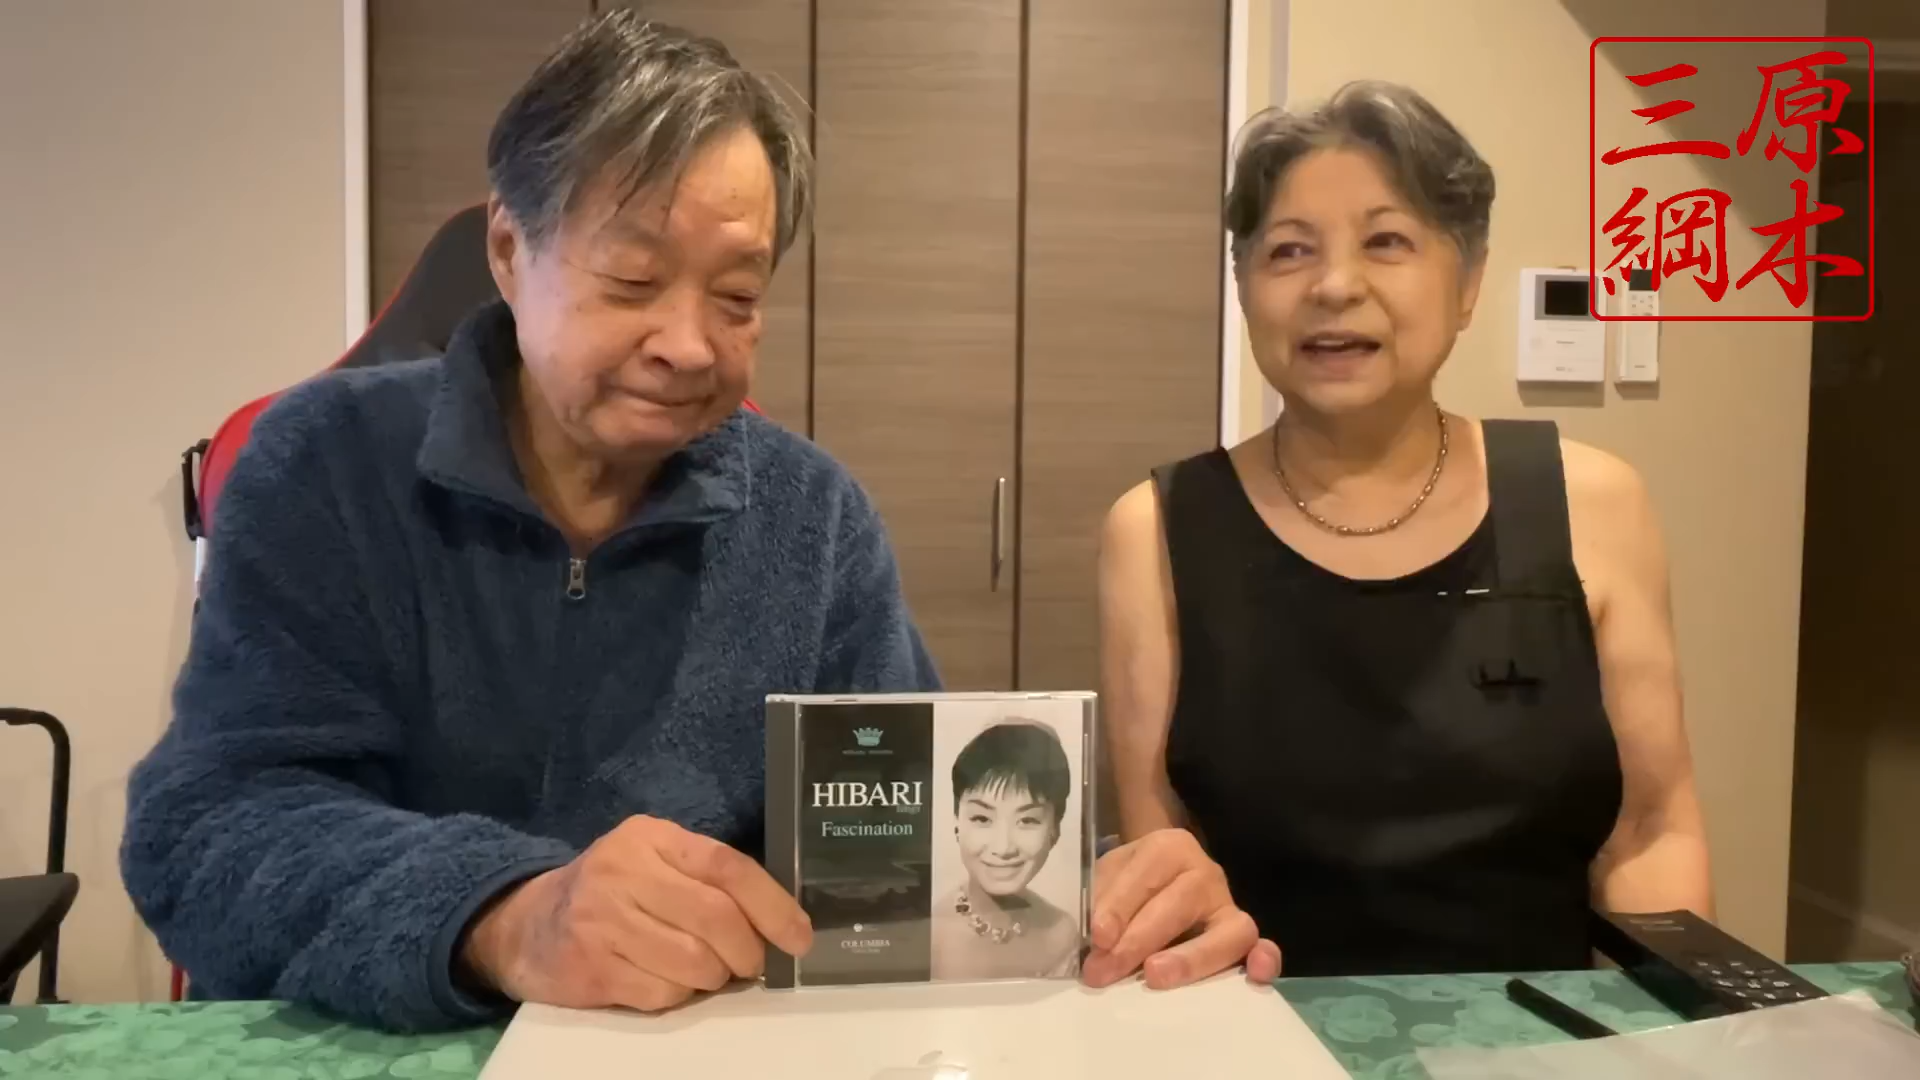 三原
綱木
HIBARI
sings
Fascination
COLUMBIA